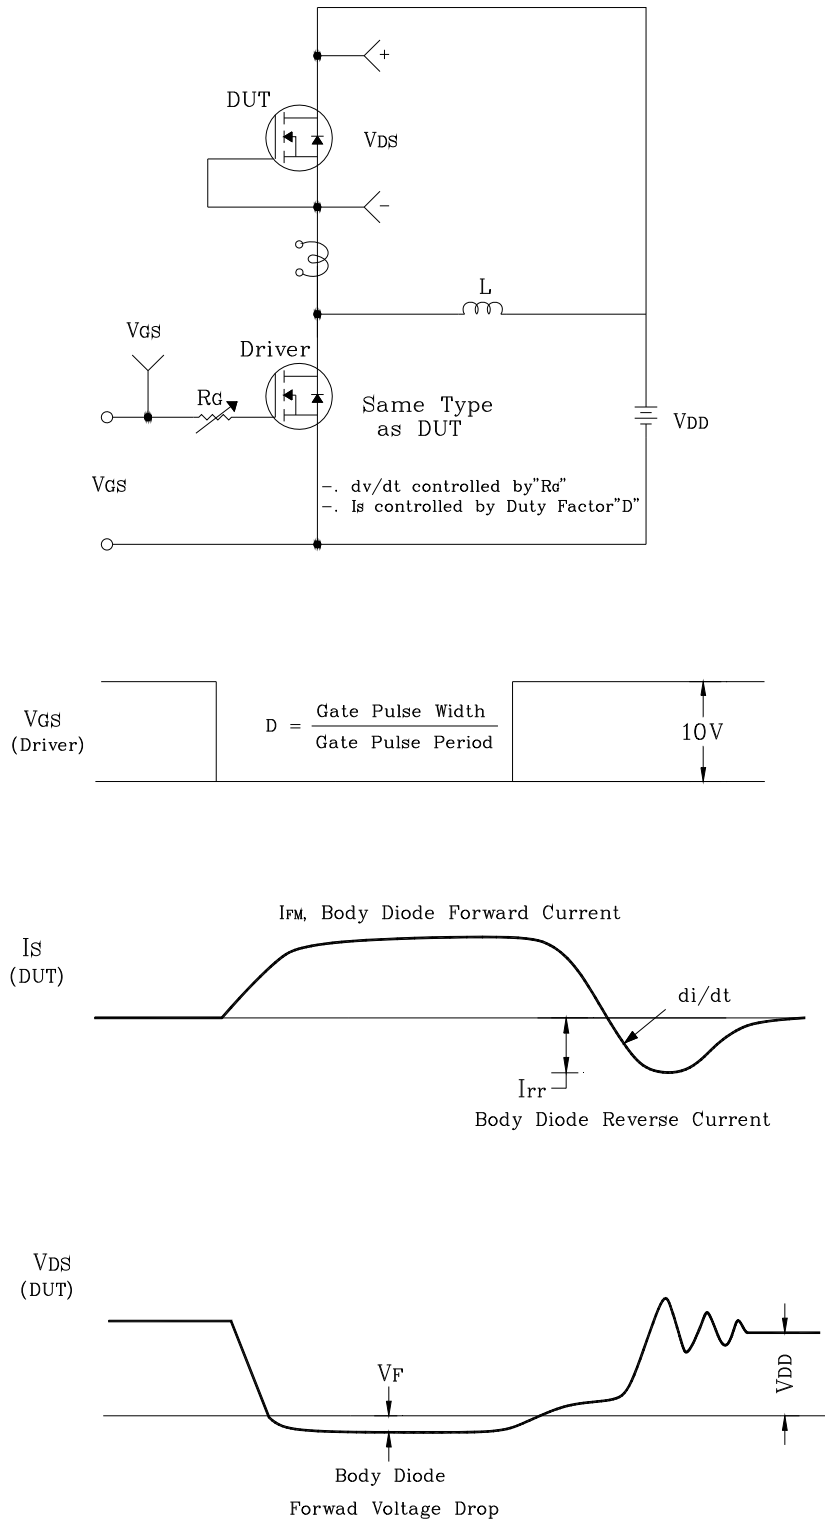 +
DUT
VDS
−
L
VGS
Driver
RG
Same Type
as DUT
VDD
VGS
−. dv/dt controlled by"RG"
−. Is controlled by Duty Factor"D"
VGS
(Driver)
D = Gate Pulse Width
Gate Pulse Period
10V
IFM, Body Diode Forward Current
IS
(DUT)
di/dt
Irr
Body Diode Reverse Current
VDS
(DUT)
VF
VDD
Body Diode
Forwad Voltage Drop